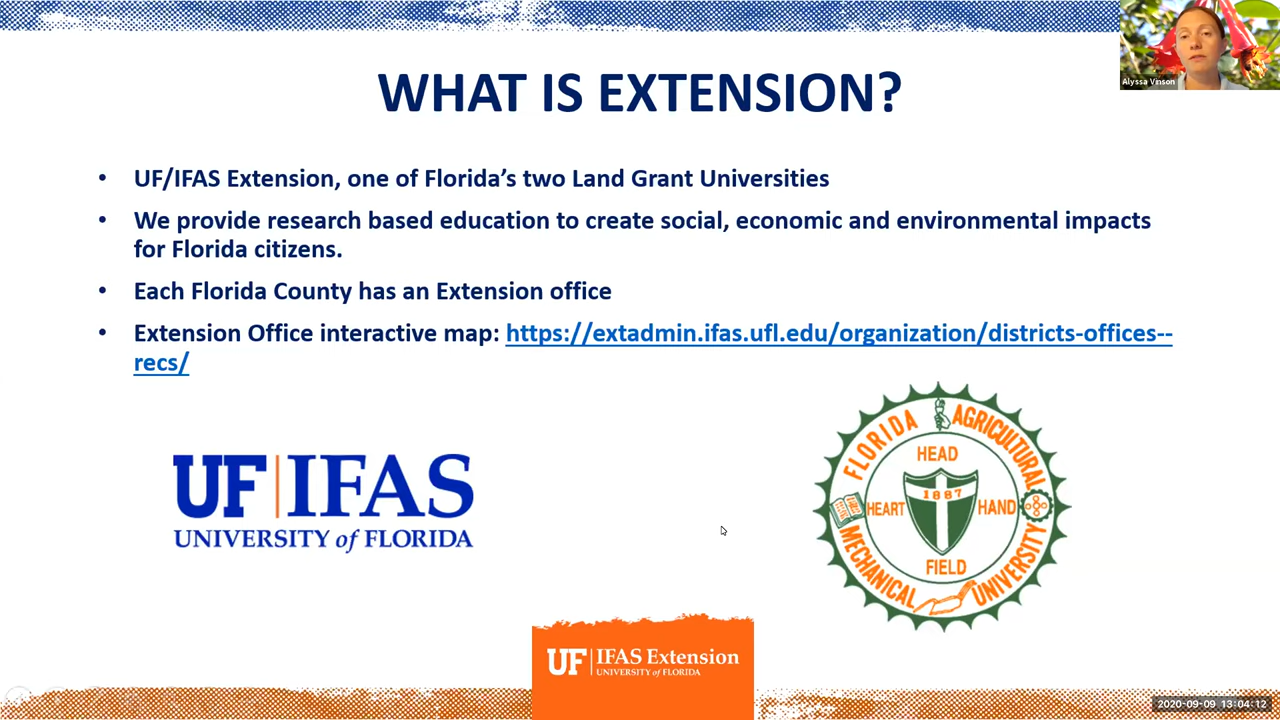 WHAT IS EXTENSION?
Alyssa Vinson
• UF/IFAS Extension, one of Florida’s two Land Grant Universities
• We provide research based education to create social, economic and environmental impacts
for Florida citizens.
• Each Florida County has an Extension office
• Extension Office interactive map: https://extadmin.ifas.ufl.edu/organization/districts-offices--
recs/
UF|IFAS
UNIVERSITY of FLORIDA
FLORIDA AGRICULTURAL
MECHANICAL UNIVERSITY
HEAD
1887
HEART HAND
FIELD
UF|IFAS Extension
UNIVERSITY of FLORIDA
2020-09-09 13:04:12